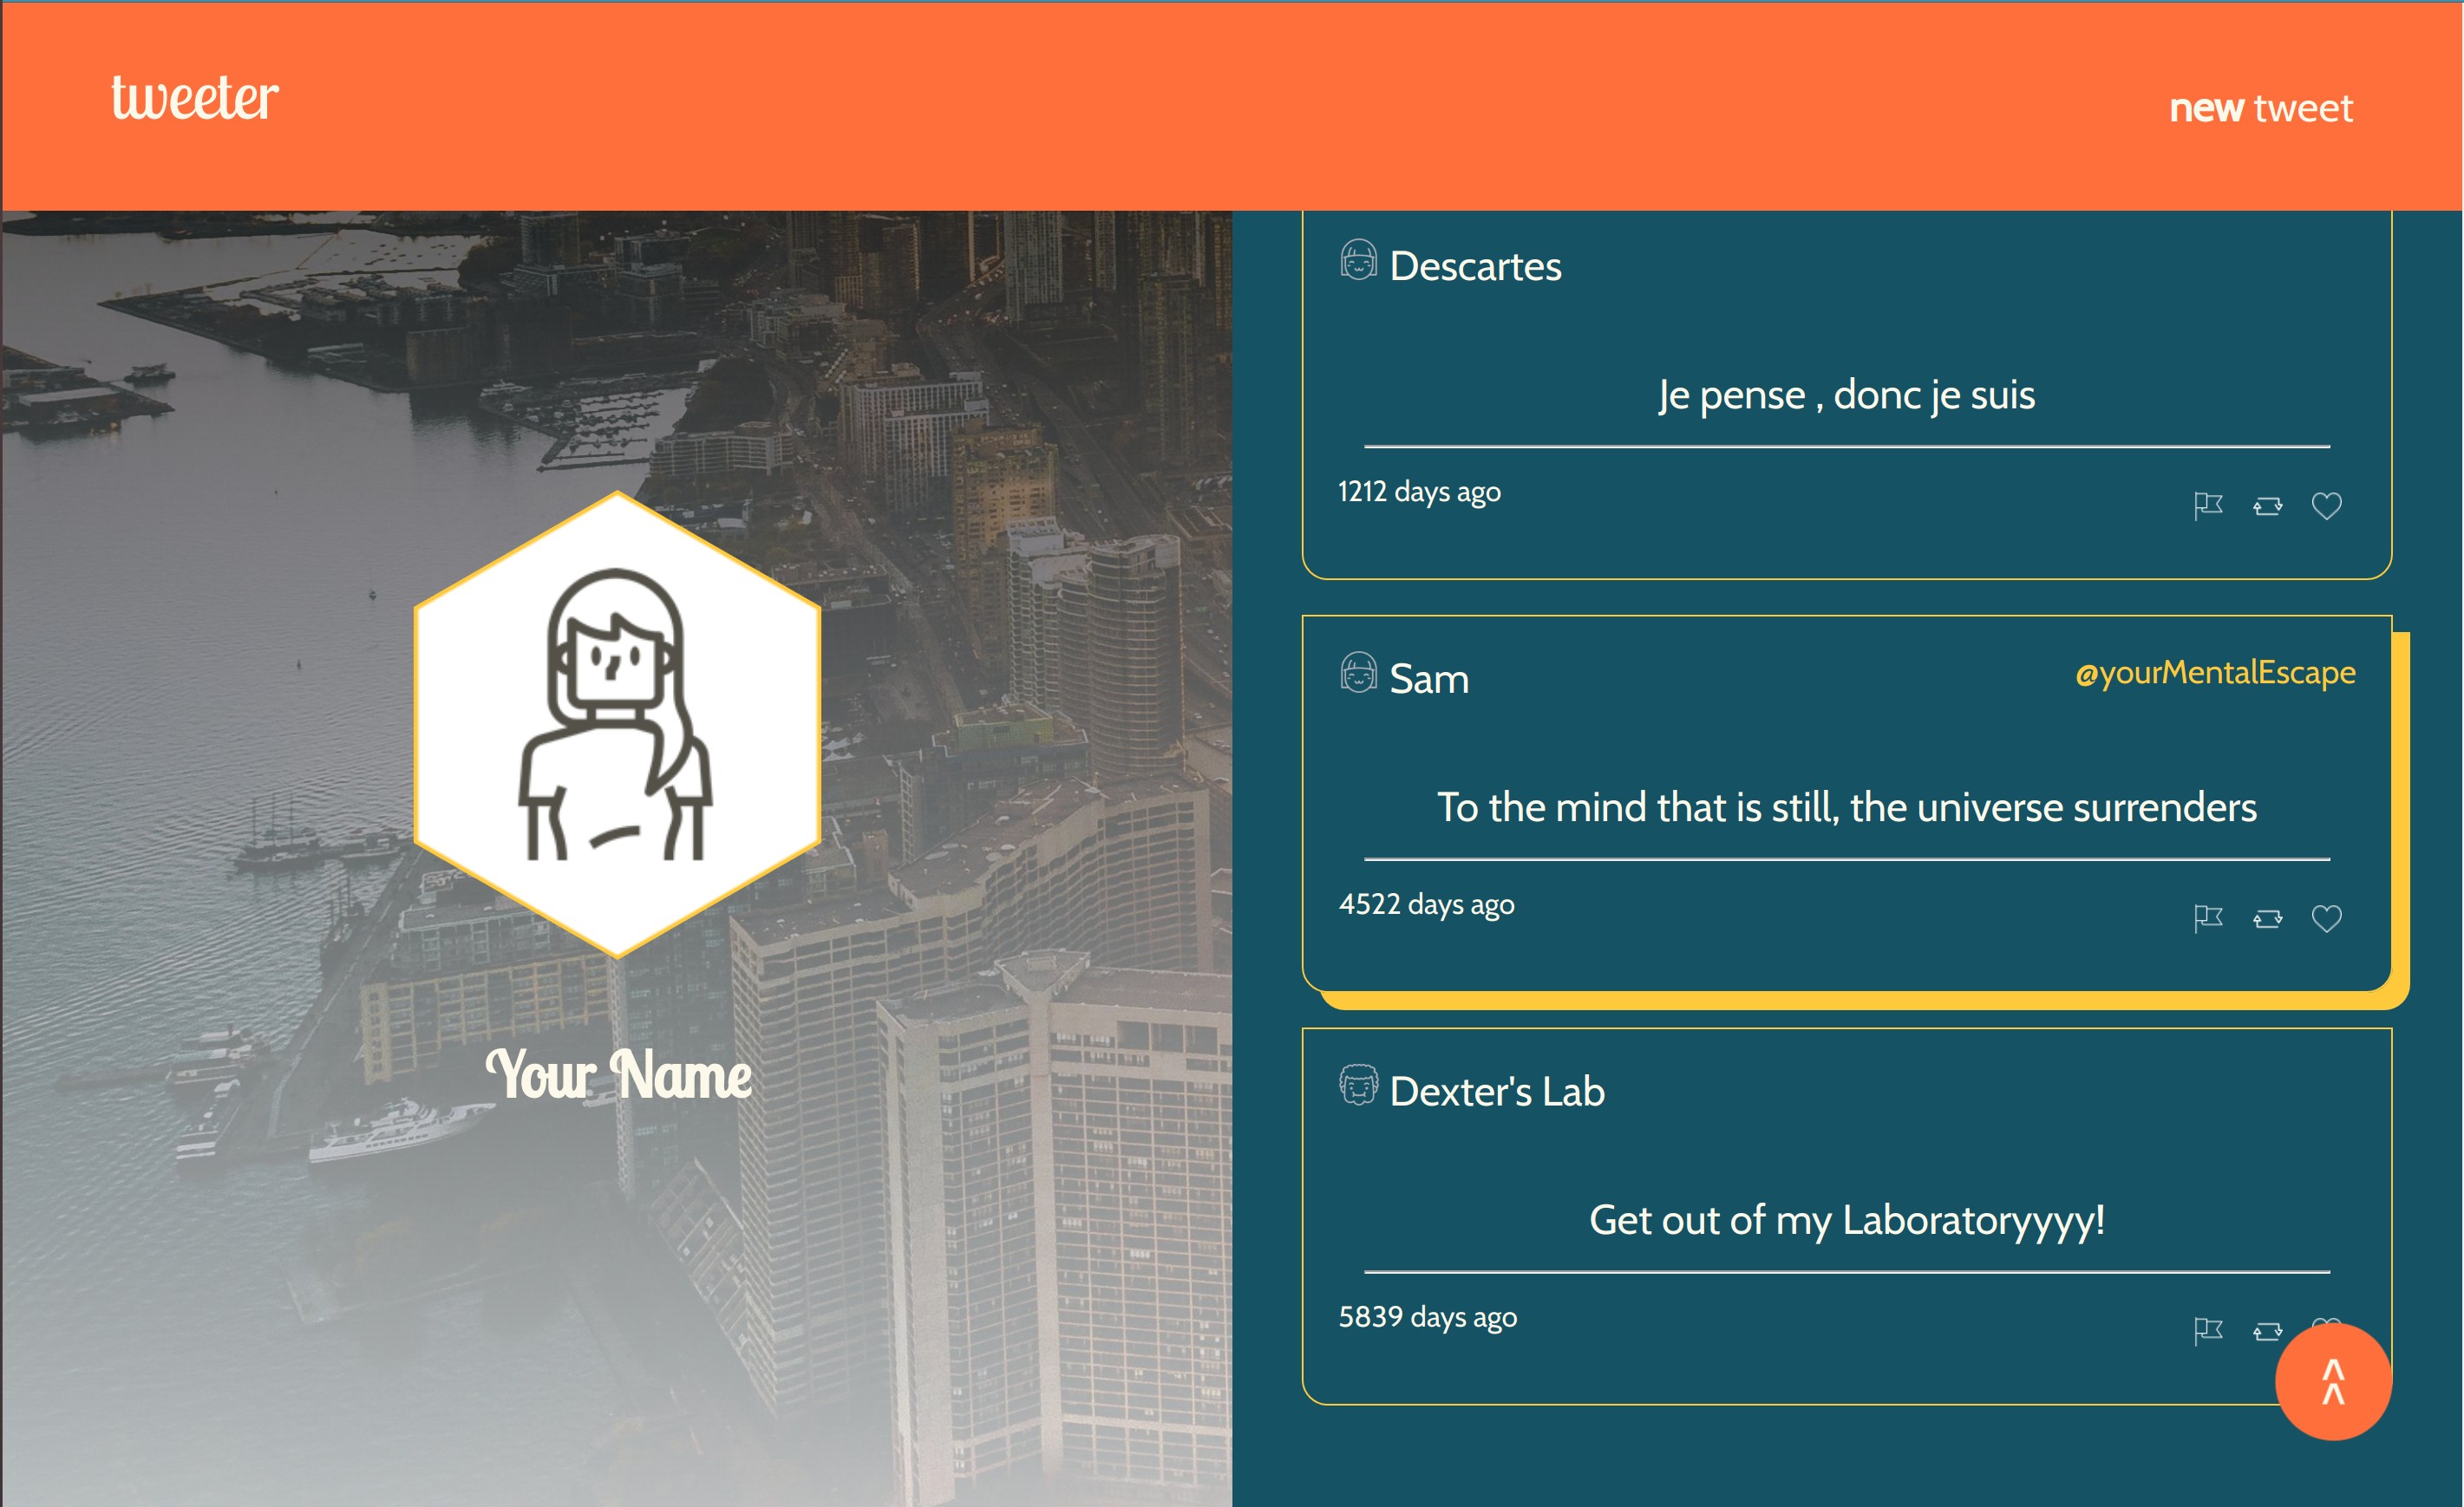 tweeter
new tweet
Descartes
Je pense , donc je suis
1212 days ago
Sam
@yourMentalEscape
To the mind that is still, the universe surrenders
4522 days ago
Your Name
Dexter's Lab
Get out of my Laboratoryyyy!
5839 days ago